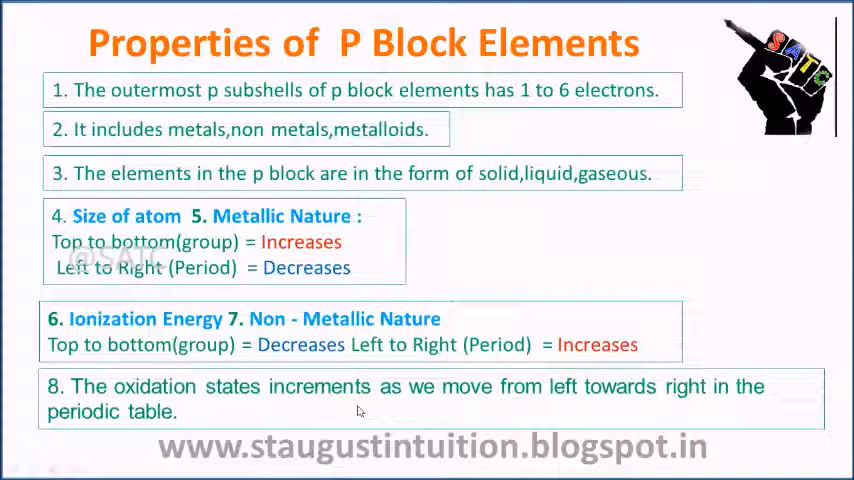 Properties of P Block Elements
SATC
1. The outermost p subshells of p block elements has 1 to 6 electrons.
2. It includes metals,non metals,metalloids.
3. The elements in the p block are in the form of solid,liquid,gaseous.
4. Size of atom 5. Metallic Nature :
Top to bottom(group) = Increases
@SATC
Left to Right (Period) = Decreases
6. Ionization Energy 7. Non - Metallic Nature
Top to bottom(group) = Decreases Left to Right (Period) = Increases
8. The oxidation states increments as we move from left towards right in the
periodic table.
www.staugustintuition.blogspot.in